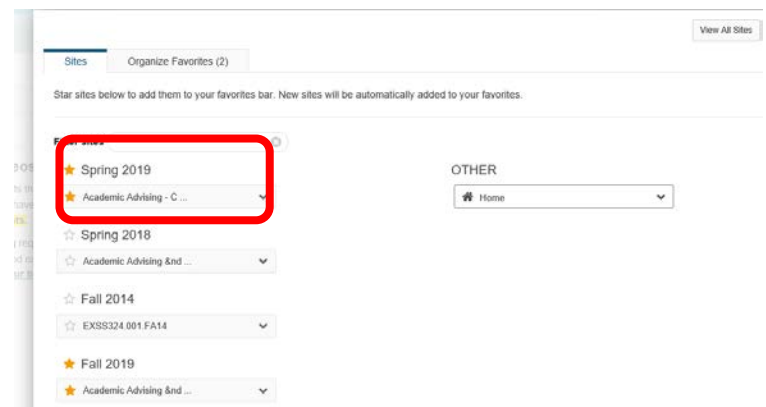 View All Sites
Sites
Organize Favorites (2)
Star sites below to add them to your favorites bar. New sites will be automatically added to your favorites.
sites
Spring 2019
OTHER
Academic Advising - C ...
Home
Spring 2018
Academic Advising &nd ...
Fall 2014
EXSS324.001.FA14
Fall 2019
Academic Advising &nd ...